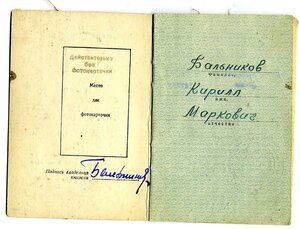 Действительно
без
фотокарточки
Место
для
фотокарточки
Подпись владельца
книжки
Бальников
фамилия,
Кирилл
имя,
Маркович
отчество